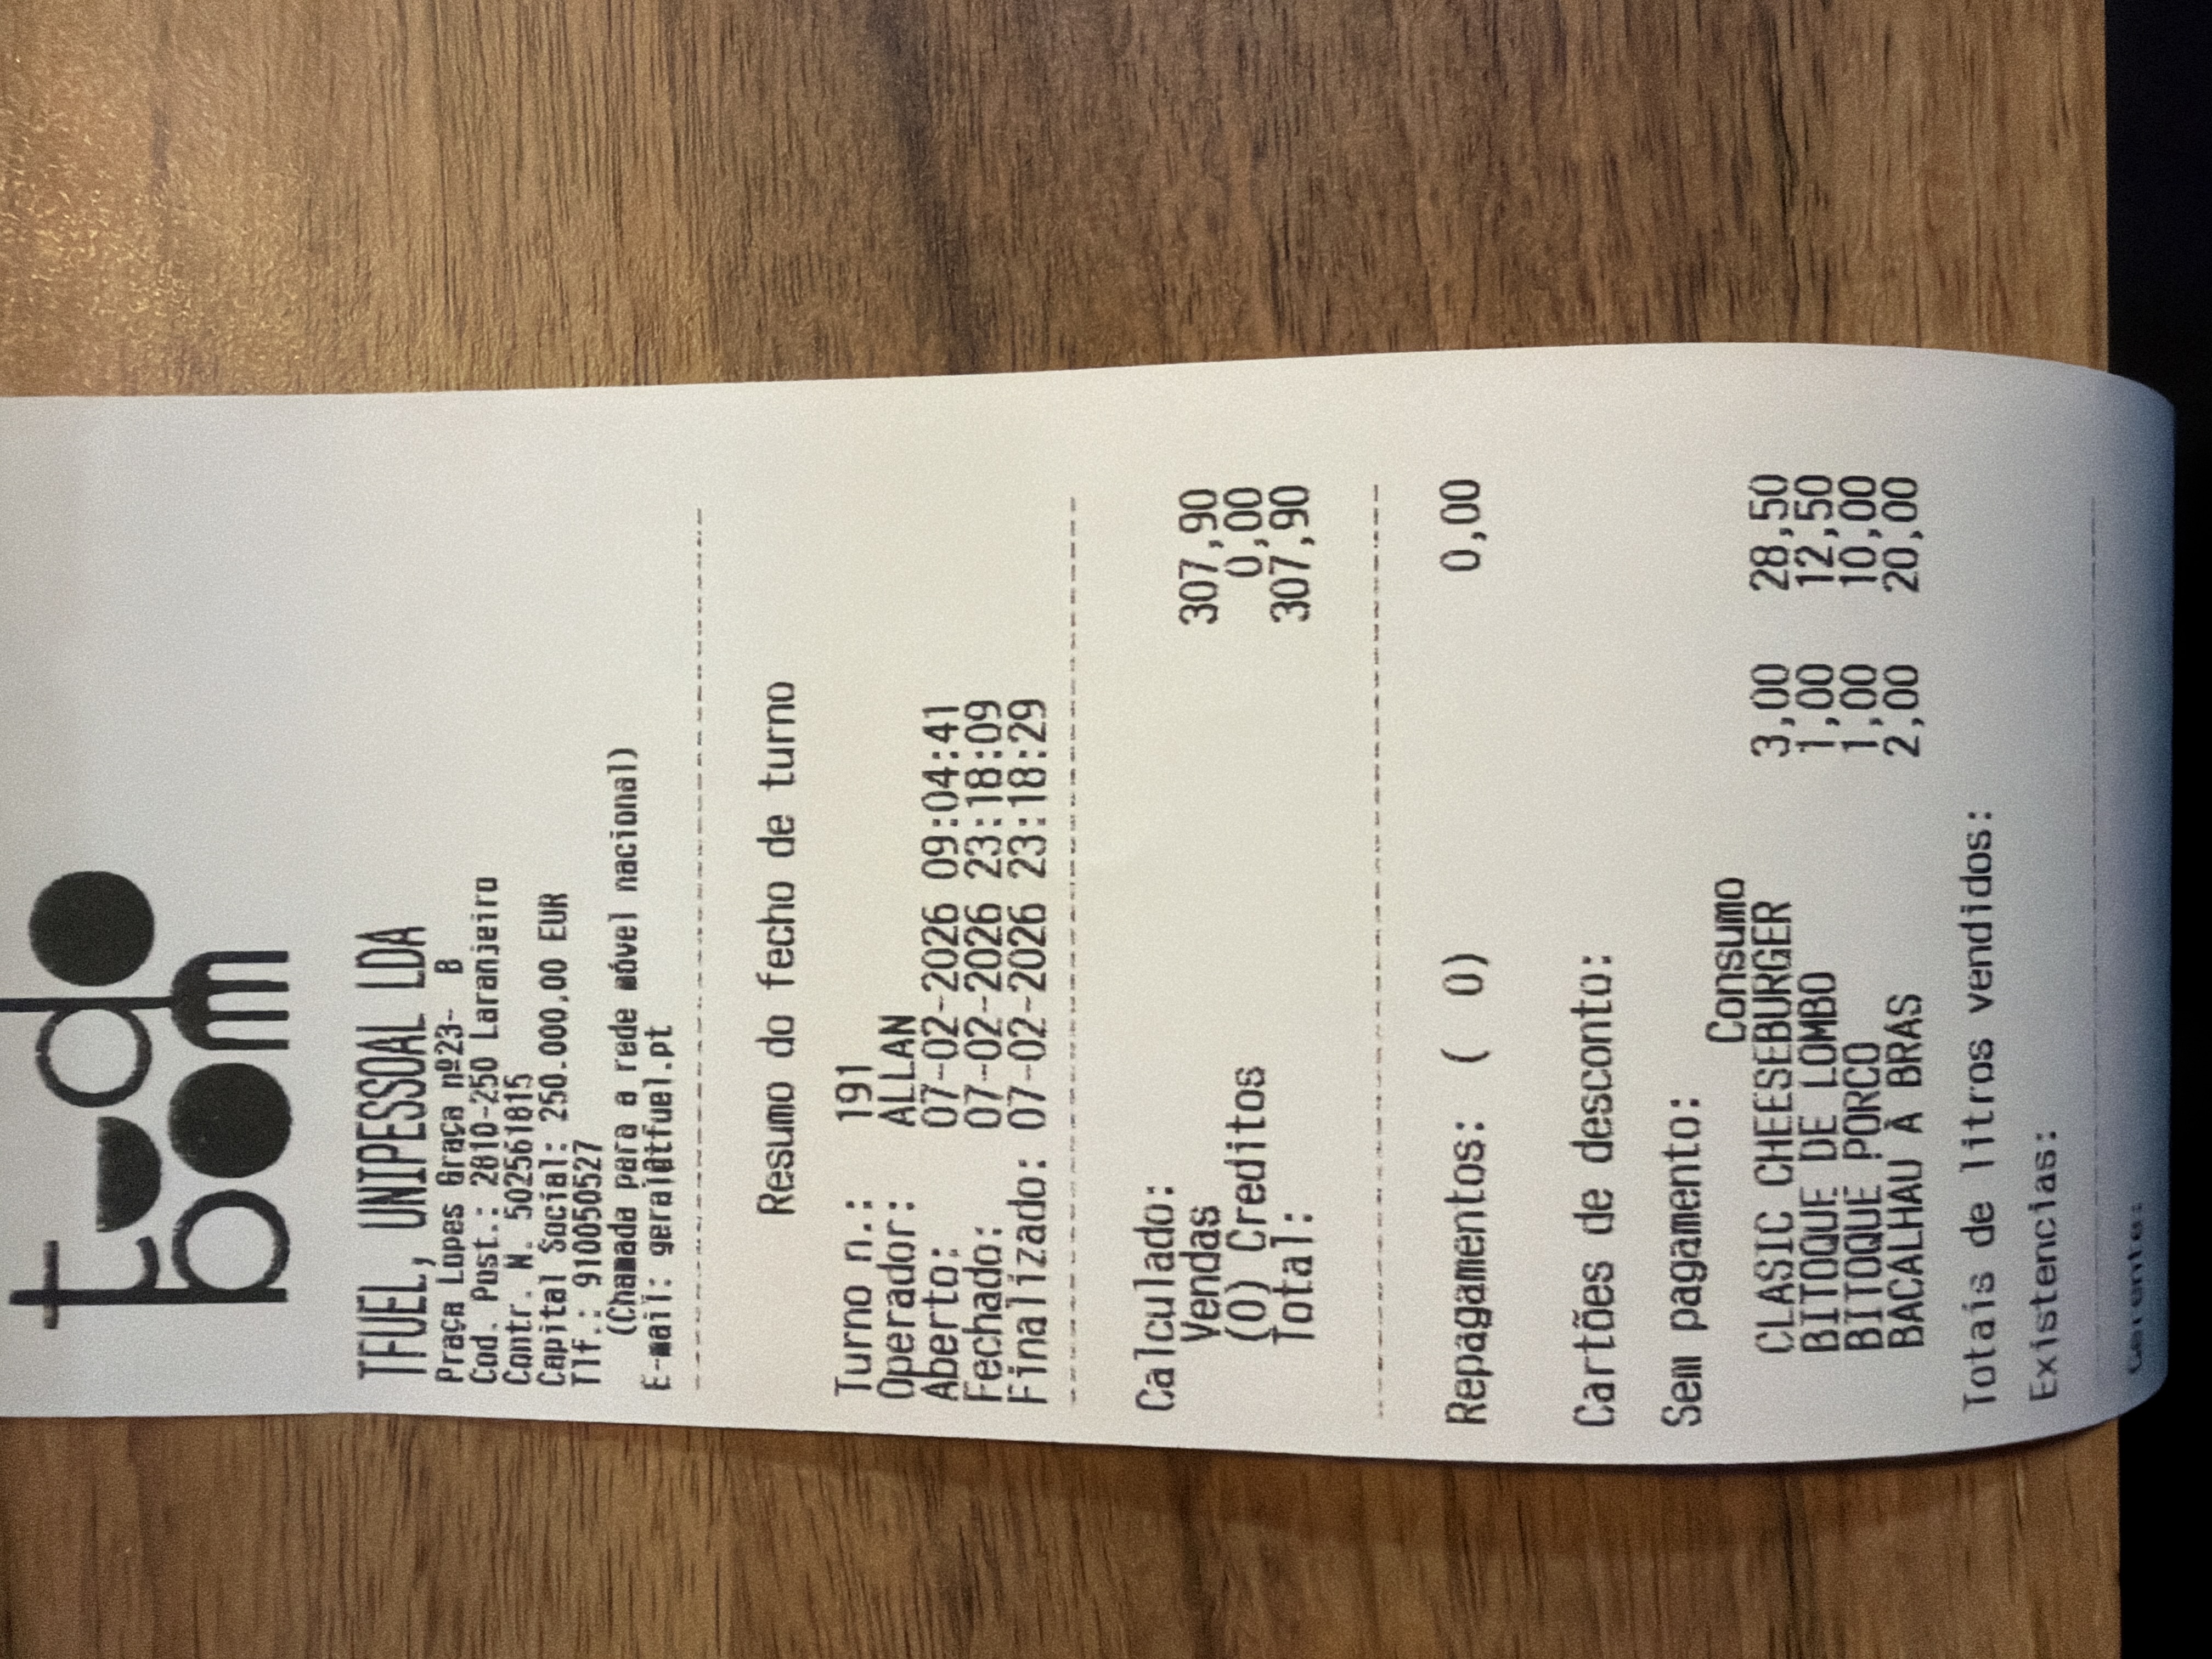 tudo
bom
TFUEL, UNIPESSOAL LDA
Praça Lopes Graça nº23- B
Cod. Post.: 2810-250 Laranjeiro
Contr. N. 502561815
Capital Social: 250.000,00 EUR
Tlf.: 910050527
(Chamada para a rede móvel nacional)
E-mail: geral@tfuel.pt
Resumo do fecho de turno
Turno n.: 191
Operador: ALLAN
Aberto: 07-02-2026 09:04:41
Fechado: 07-02-2026 23:18:09
Finalizado: 07-02-2026 23:18:29
Calculado:
Vendas 307,90
(O) Creditos 0,00
Total: 307,90
Repagamentos: ( 0) 0,00
Cartões de desconto:
Sem pagamento:
Consumo
CLASIC CHEESEBURGER 3,00 28,50
BITOQUE DE LOMBO 1,00 12,50
BITOQUE PORCO 1,00 10,00
BACALHAU À BRAS 2,00 20,00
Totais de litros vendidos:
Existencias:
Gerente: